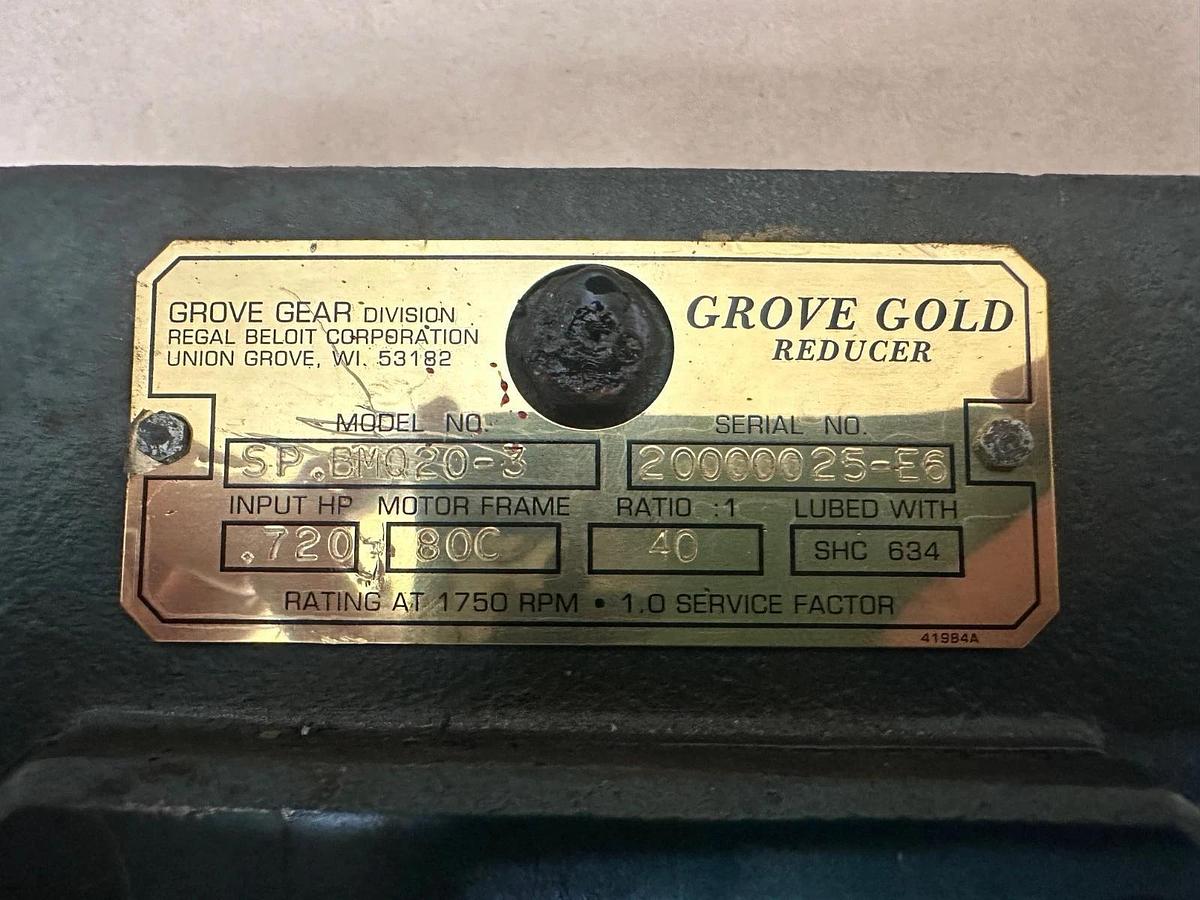 GROVE GEAR DIVISION
REGAL BELOIT CORPORATION
UNION GROVE, WI. 53182
GROVE GOLD
REDUCER
MODEL NO.
SERIAL NO.
SP.BMQ20-3
20000025-E6
INPUT HP MOTOR FRAME RATIO :1 LUBED WITH
.720 80C 40 SHC 634
RATING AT 1750 RPM • 1.0 SERVICE FACTOR
41984A